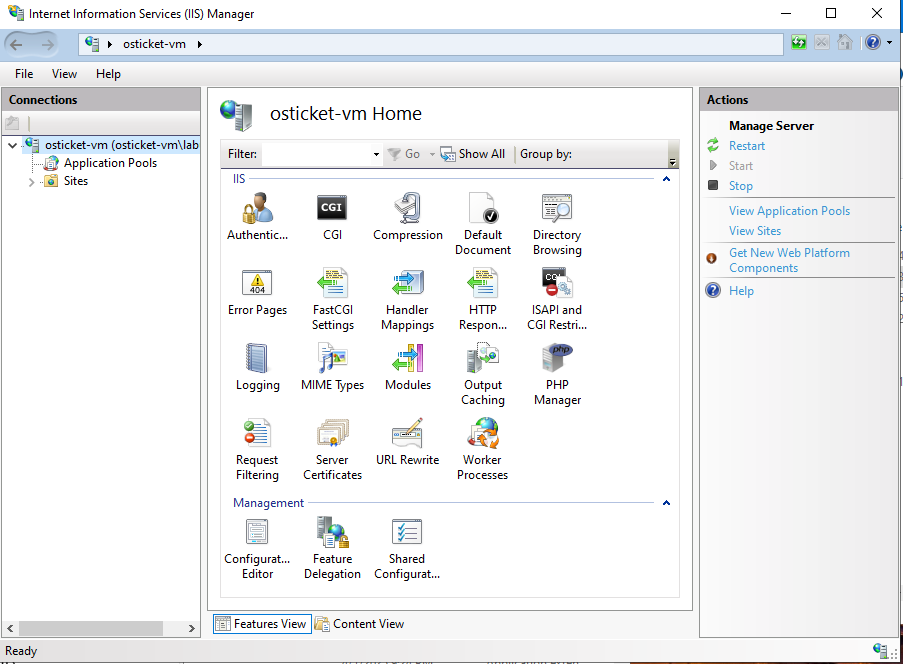 Internet Information Services (IIS) Manager
osticket-vm
File View Help
Connections
osticket-vm (osticket-vm\lab
Application Pools
Sites
osticket-vm Home
Filter: Go Show All Group by:
IIS
Authentic... CGI Compression Default Document Directory Browsing
Error Pages FastCGI Settings Handler Mappings HTTP Respon... ISAPI and CGI Restri...
Logging MIME Types Modules Output Caching PHP Manager
Request Filtering Server Certificates URL Rewrite Worker Processes
Management
Configurat... Editor Feature Delegation Shared Configurat...
Features View Content View
Actions
Manage Server
Restart
Start
Stop
View Application Pools
View Sites
Get New Web Platform
Components
Help
Ready